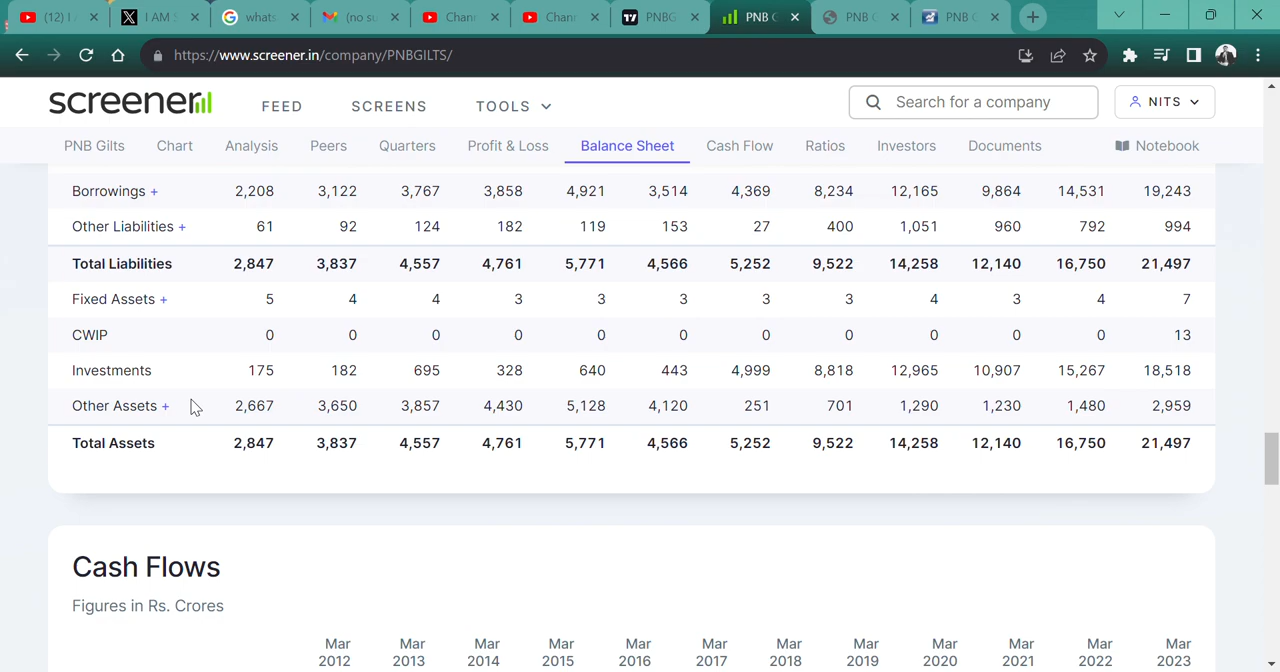 (12) I A
I AM S
whats
(no su
Chann
Chann
PNBG
PNB G
PNB G
PNB G
https://www.screener.in/company/PNBGILTS/
screener
FEED SCREENS TOOLS
Search for a company
NITS
PNB Gilts Chart Analysis Peers Quarters Profit & Loss Balance Sheet Cash Flow Ratios Investors Documents Notebook
Borrowings + 2,208 3,122 3,767 3,858 4,921 3,514 4,369 8,234 12,165 9,864 14,531 19,243
Other Liabilities + 61 92 124 182 119 153 27 400 1,051 960 792 994
Total Liabilities 2,847 3,837 4,557 4,761 5,771 4,566 5,252 9,522 14,258 12,140 16,750 21,497
Fixed Assets + 5 4 4 3 3 3 3 3 4 3 4 7
CWIP 0 0 0 0 0 0 0 0 0 0 0 13
Investments 175 182 695 328 640 443 4,999 8,818 12,965 10,907 15,267 18,518
Other Assets + 2,667 3,650 3,857 4,430 5,128 4,120 251 701 1,290 1,230 1,480 2,959
Total Assets 2,847 3,837 4,557 4,761 5,771 4,566 5,252 9,522 14,258 12,140 16,750 21,497
Cash Flows
Figures in Rs. Crores
Mar Mar Mar Mar Mar Mar Mar Mar Mar Mar Mar Mar
2012 2013 2014 2015 2016 2017 2018 2019 2020 2021 2022 2023